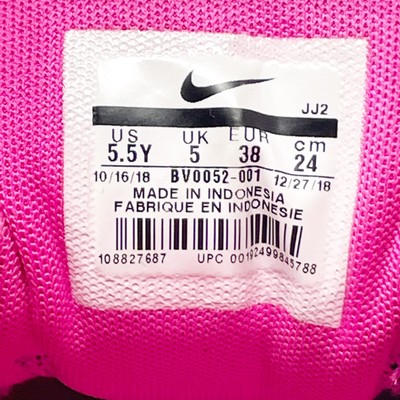 JJ2
US UK EUR cm
5.5Y 5 38 24
10/16/18 BV0052-001 12/27/18
MADE IN INDONESIA
FABRIQUE EN INDONESIE
108827687 UPC 00192499845788